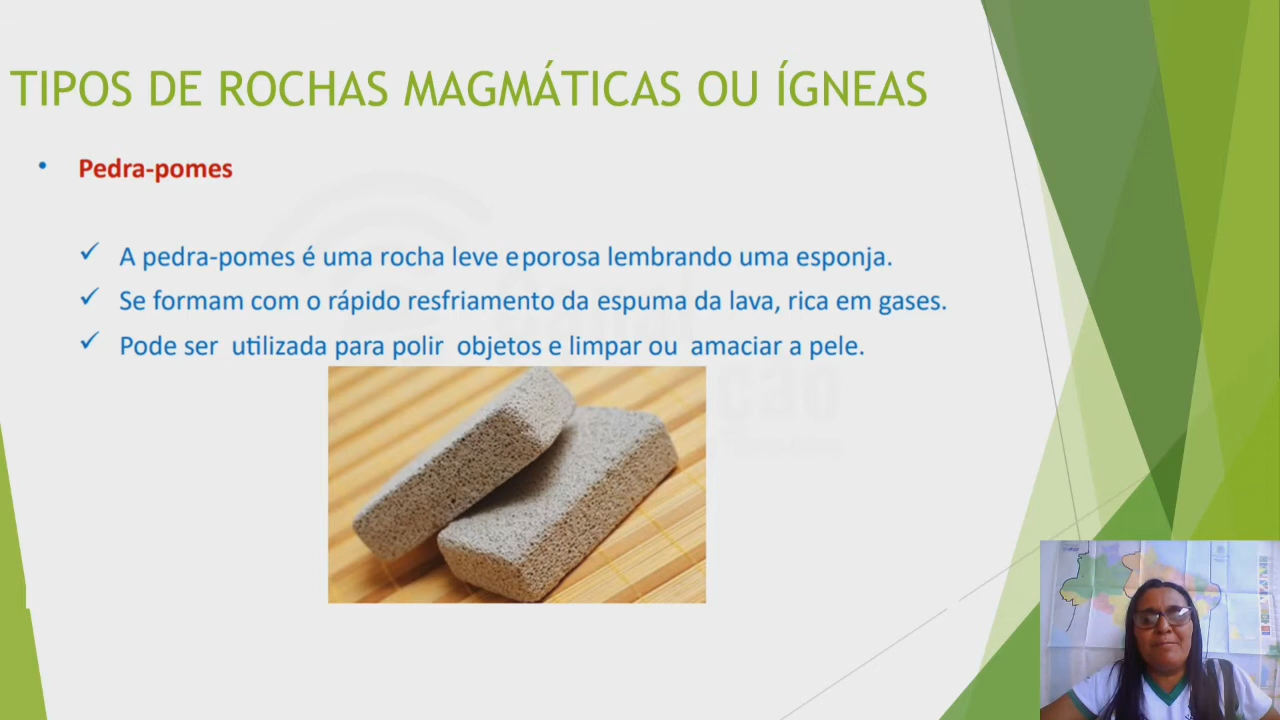 TIPOS DE ROCHAS MAGMÁTICAS OU ÍGNEAS
• Pedra-pomes
✓ A pedra-pomes é uma rocha leve e porosa lembrando uma esponja.
✓ Se formam com o rápido resfriamento da espuma da lava, rica em gases.
✓ Pode ser utilizada para polir objetos e limpar ou amaciar a pele.